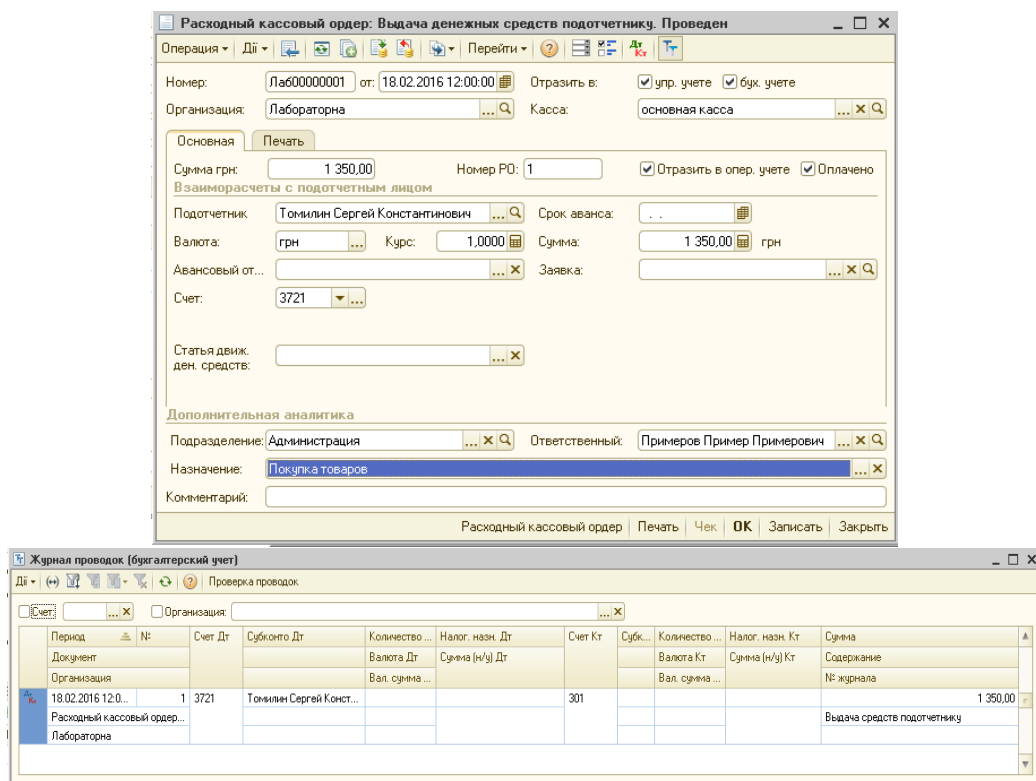 Расходный кассовый ордер: Выдача денежных средств подотчетнику. Проведен
Операция Дії Перейти
Номер: Лаб00000001 от: 18.02.2016 12:00:00 Отразить в: упр. учете бух. учете
Организация: Лабораторна ... Касса: основная касса ...
Основная Печать
Сумма грн: 1 350,00 Номер РО: 1 Отразить в опер. учете Оплачено
Взаиморасчеты с подотчетным лицом
Подотчетник Томилин Сергей Константинович ... Срок аванса: . .
Валюта: грн ... Курс: 1,0000 Сумма: 1 350,00 грн
Авансовый от... ... Заявка: ...
Счет: 3721 ...
Статья движ.
ден. средств: ...
Дополнительная аналитика
Подразделение: Администрация ... Ответственный: Примеров Пример Примерович ...
Назначение: Покупка товаров ...
Комментарий:
Расходный кассовый ордер Печать Чек ОК Записать Закрыть
Журнал проводок (бухгалтерский учет)
Дії Проверка проводок
Счет: ... Организация: ...
Период № Счет Дт Субконто Дт Количество ... Налог. назн. Дт Счет Кт Субк... Количество ... Налог. назн. Кт Сумма
Документ Валюта Дт Сумма (н/у) Дт Валюта Кт Сумма (н/у) Кт Содержание
Организация Вал. сумма ... Вал. сумма ... № журнала
18.02.2016 12:0... 1 3721 Томилин Сергей Конст... 301 1 350,00
Расходный кассовый ордер... Выдача средств подотчетнику
Лабораторна